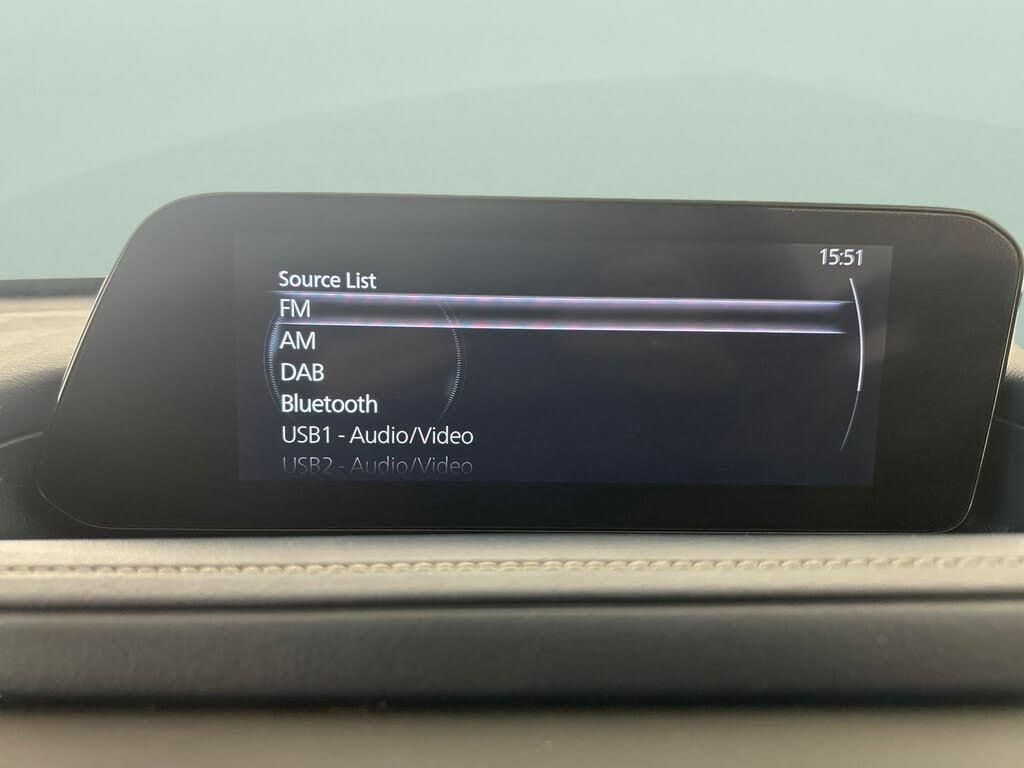 15:51
Source List
FM
AM
DAB
Bluetooth
USB1 - Audio/Video
USB2 - Audio/Video